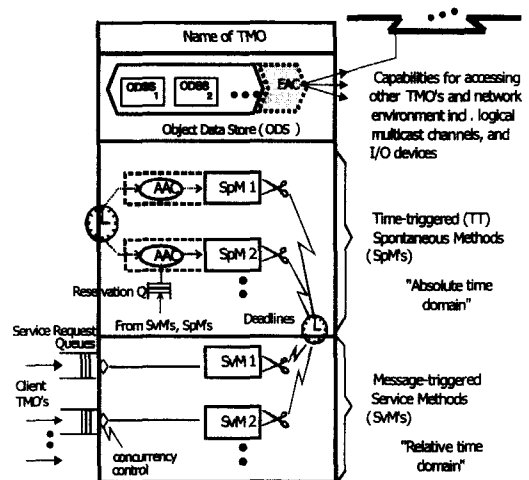 Name of TMO
ODSS
1
ODSS
2
EAC
Object Data Store (ODS)
Capabilities for accessing
other TMO's and network
environment incl . logical
multicast channels, and
I/O devices
AAC
SpM 1
AAC
SpM 2
Reservation Q
From SvM's, SpM's
Deadlines
Time-triggered (TT)
Spontaneous Methods
(SpM's)
"Absolute time
domain"
Service Request
Queues
Client
TMO's
SvM 1
SvM 2
concurrency
control
Message-triggered
Service Methods
(SvM's)
"Relative time
domain"